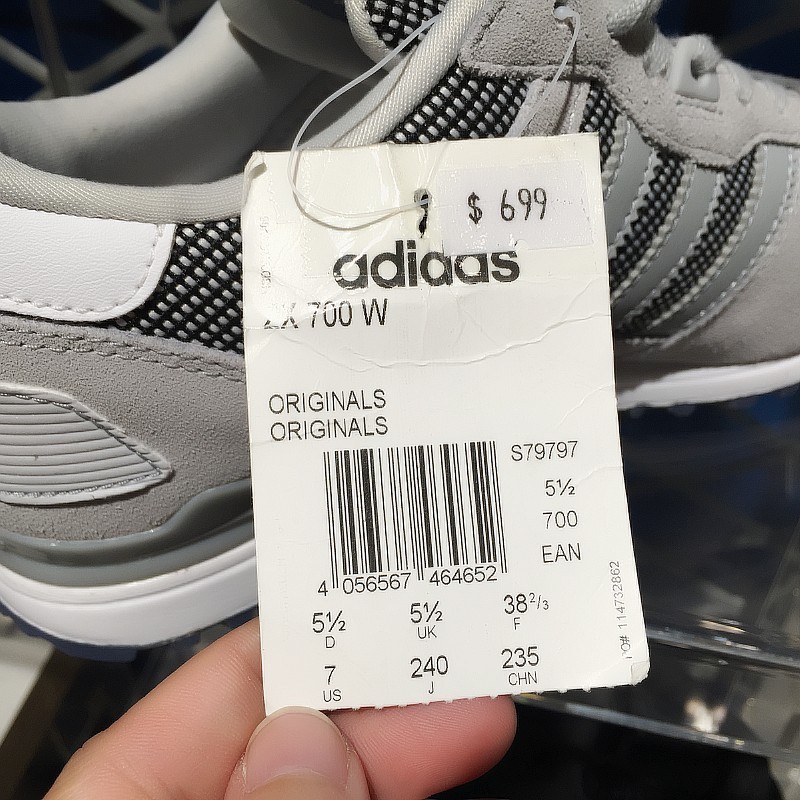 9 $ 699
adidas
ZX 700 W
ORIGINALS
ORIGINALS
S79797
5½
700
EAN
4 056567 464652
5½ 5½ 38 2/3
D UK F
7 240 235
US J CHN
PO# 114732862